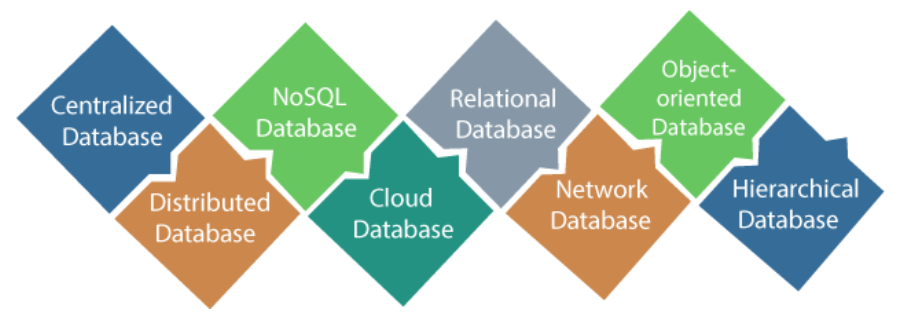 Centralized
Database
Distributed
Database
NoSQL
Database
Cloud
Database
Relational
Database
Network
Database
Object-
oriented
Database
Hierarchical
Database